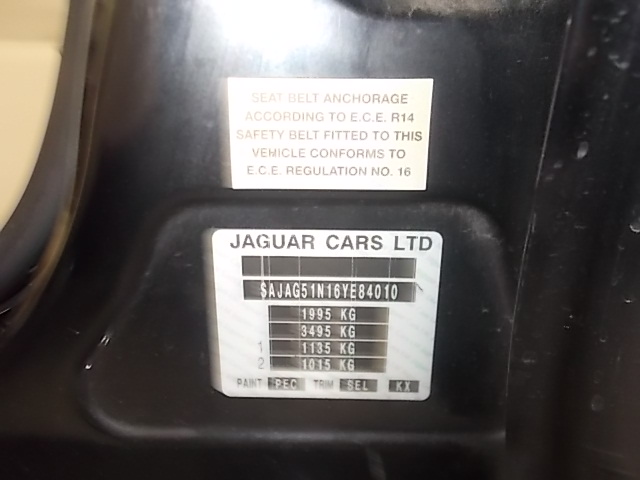 SEAT BELT ANCHORAGE
ACCORDING TO E.C.E. R14
SAFETY BELT FITTED TO THIS
VEHICLE CONFORMS TO
E.C.E. REGULATION NO. 16
JAGUAR CARS LTD
SAJAG51N16YE84010
1995 KG
3495 KG
1 1135 KG
2 1015 KG
PAINT PEC TRIM SEL KX